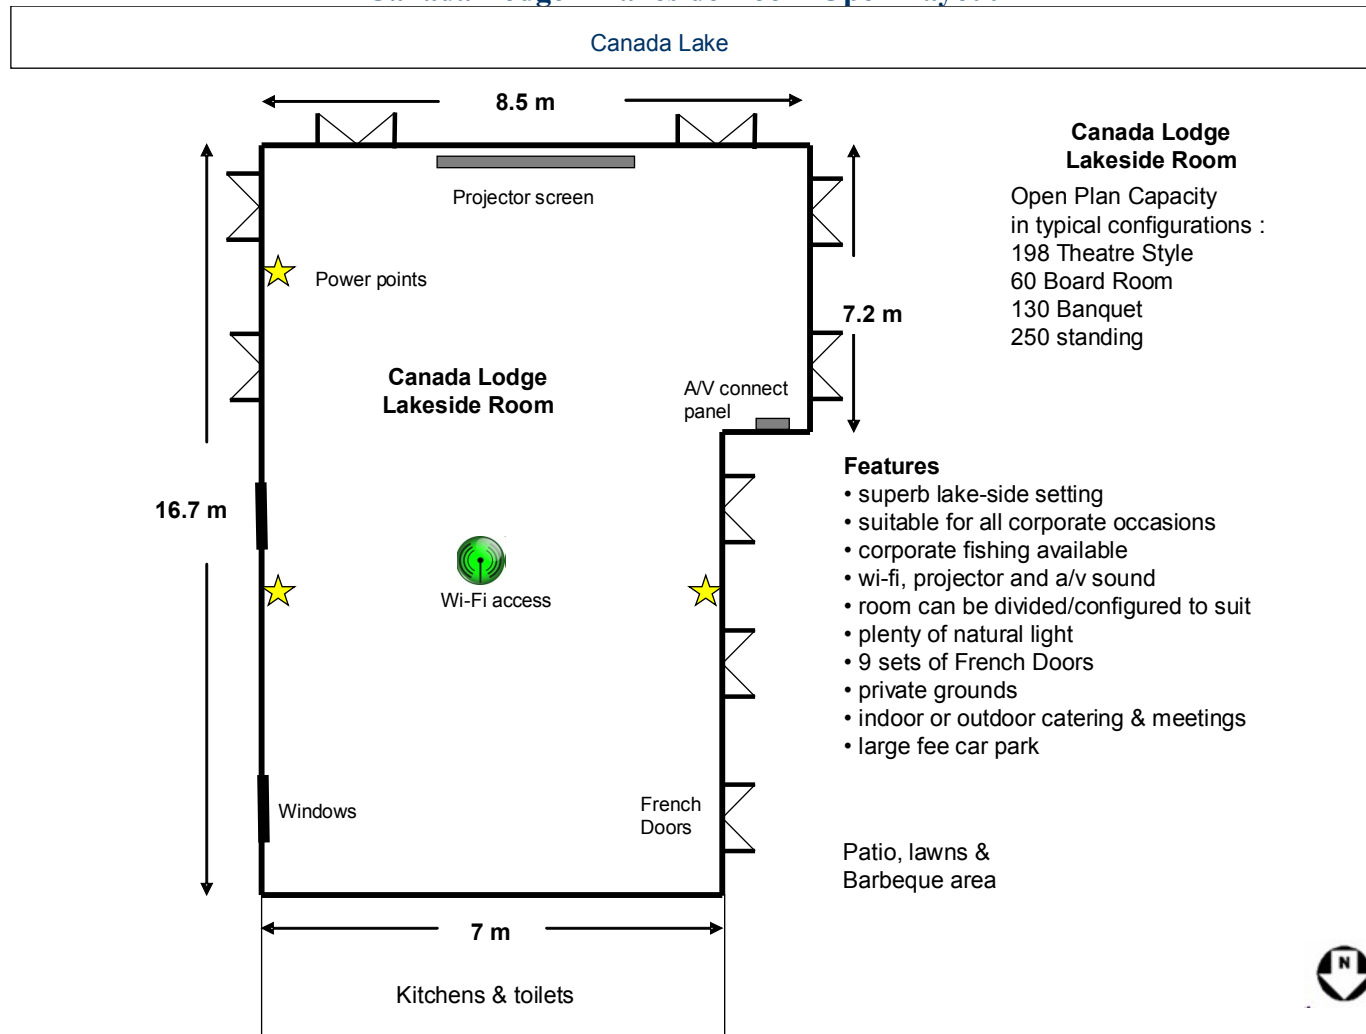 Canada Lake
8.5 m
Canada Lodge
Lakeside Room
Open Plan Capacity
in typical configurations :
198 Theatre Style
60 Board Room
130 Banquet
250 standing
Projector screen
Power points
7.2 m
Canada Lodge
Lakeside Room
A/V connect
panel
16.7 m
Wi-Fi access
Features
• superb lake-side setting
• suitable for all corporate occasions
• corporate fishing available
• wi-fi, projector and a/v sound
• room can be divided/configured to suit
• plenty of natural light
• 9 sets of French Doors
• private grounds
• indoor or outdoor catering & meetings
• large fee car park
Windows
French
Doors
Patio, lawns &
Barbeque area
7 m
Kitchens & toilets
N